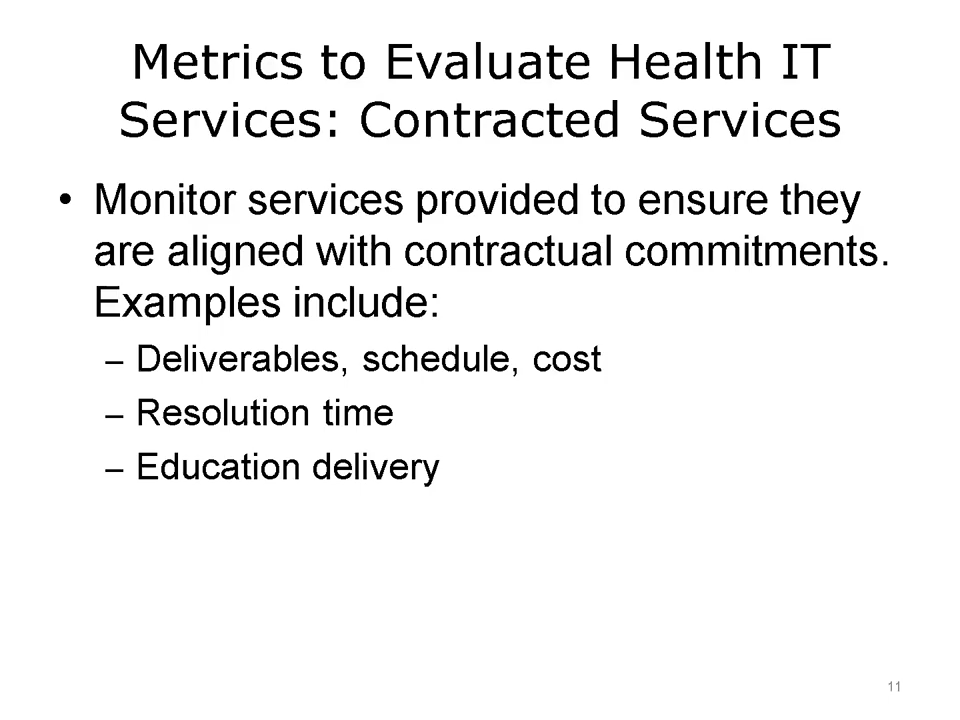 Metrics to Evaluate Health IT
Services: Contracted Services
• Monitor services provided to ensure they
are aligned with contractual commitments.
Examples include:
– Deliverables, schedule, cost
– Resolution time
– Education delivery
11